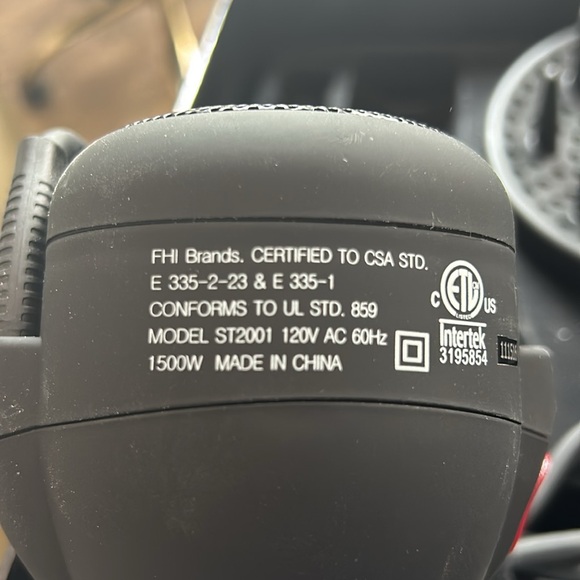 FHI Brands. CERTIFIED TO CSA STD.
E 335-2-23 & E 335-1
CONFORMS TO UL STD. 859
MODEL ST2001 120V AC 60Hz
1500W MADE IN CHINA
C ETL US
LISTED
Intertek
3195854